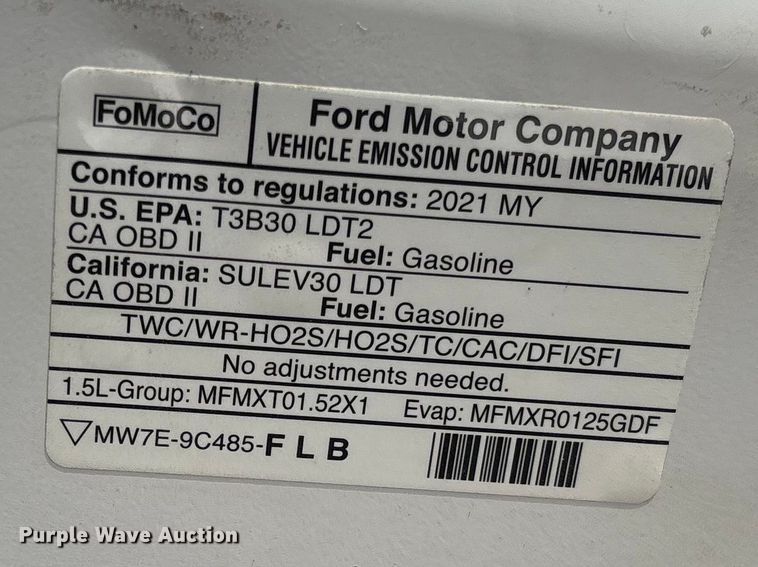 FoMoCo
Ford Motor Company
VEHICLE EMISSION CONTROL INFORMATION
Conforms to regulations: 2021 MY
U.S. EPA: T3B30 LDT2
CA OBD II Fuel: Gasoline
California: SULEV30 LDT
CA OBD II Fuel: Gasoline
TWC/WR-HO2S/HO2S/TC/CAC/DFI/SFI
No adjustments needed.
1.5L-Group: MFMXT01.52X1 Evap: MFMXR0125GDF
MW7E-9C485-F L B
Purple Wave Auction